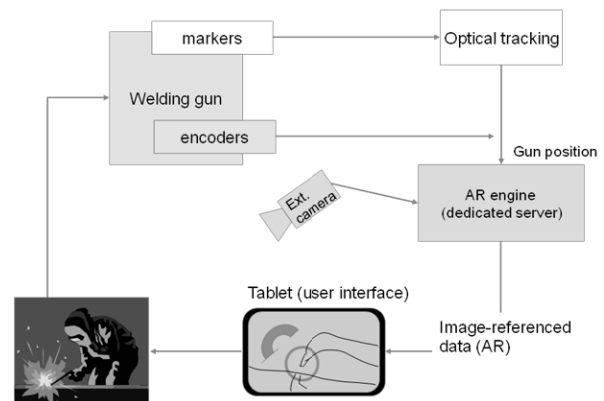 markers
Optical tracking
Welding gun
encoders
Gun position
Ext.
camera
AR engine
(dedicated server)
Tablet (user interface)
Image-referenced
data (AR)